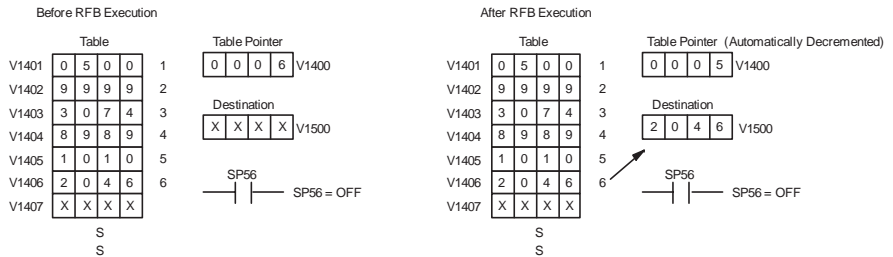 Before RFB Execution
Table
Table Pointer
V1401 0 5 0 0 1
0 0 0 6 V1400
V1402 9 9 9 9 2
V1403 3 0 7 4 3
Destination
V1404 8 9 8 9 4
X X X X V1500
V1405 1 0 1 0 5
V1406 2 0 4 6 6
SP56
SP56 = OFF
V1407 X X X X
S
S
After RFB Execution
Table
Table Pointer (Automatically Decremented)
V1401 0 5 0 0 1
0 0 0 5 V1400
V1402 9 9 9 9 2
V1403 3 0 7 4 3
Destination
V1404 8 9 8 9 4
2 0 4 6 V1500
V1405 1 0 1 0 5
V1406 2 0 4 6 6
SP56
SP56 = OFF
V1407 X X X X
S
S